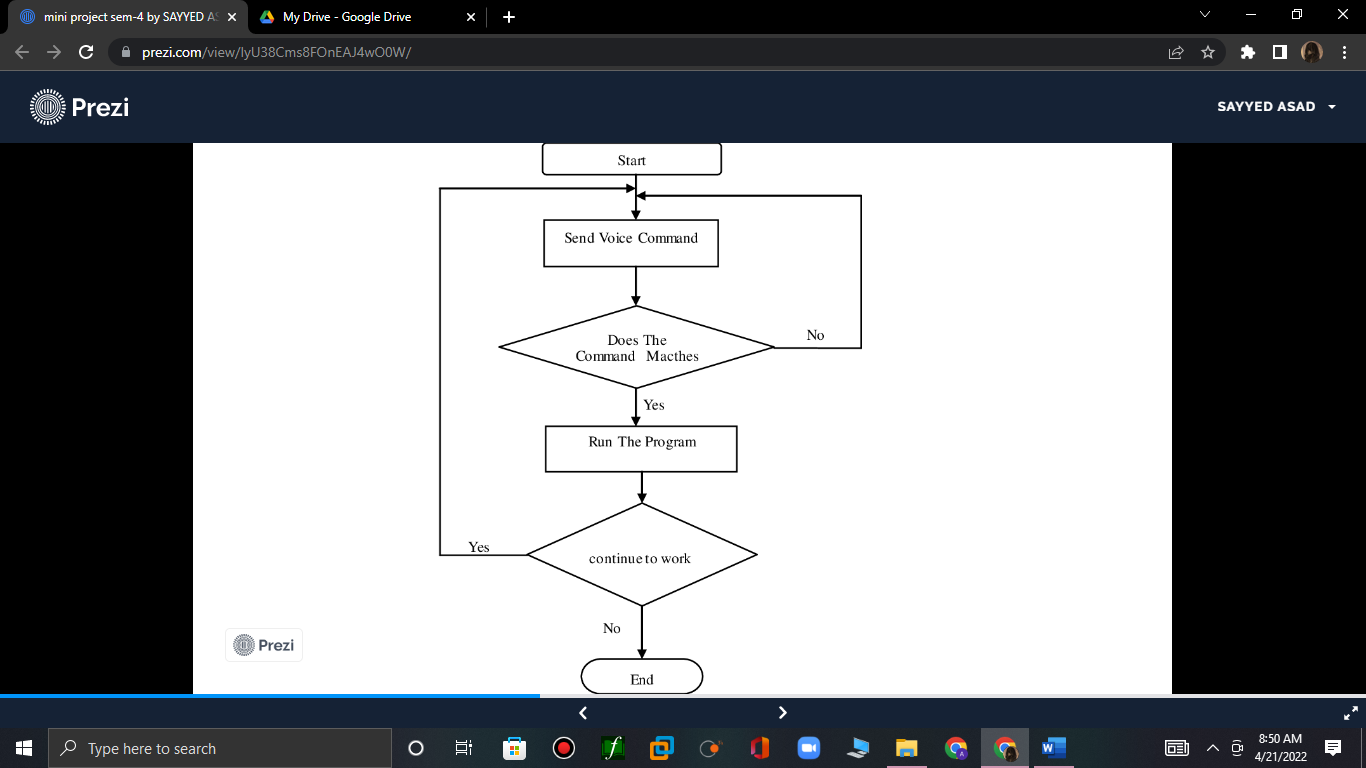 mini project sem-4 by SAYYED AS
My Drive - Google Drive
prezi.com/view/lyU38Cms8FOnEAJ4wO0W/
Prezi
SAYYED ASAD
Start
Send Voice Command
Does The
Command Macthes
No
Yes
Run The Program
continue to work
Yes
No
End
Prezi
Type here to search
8:50 AM
4/21/2022